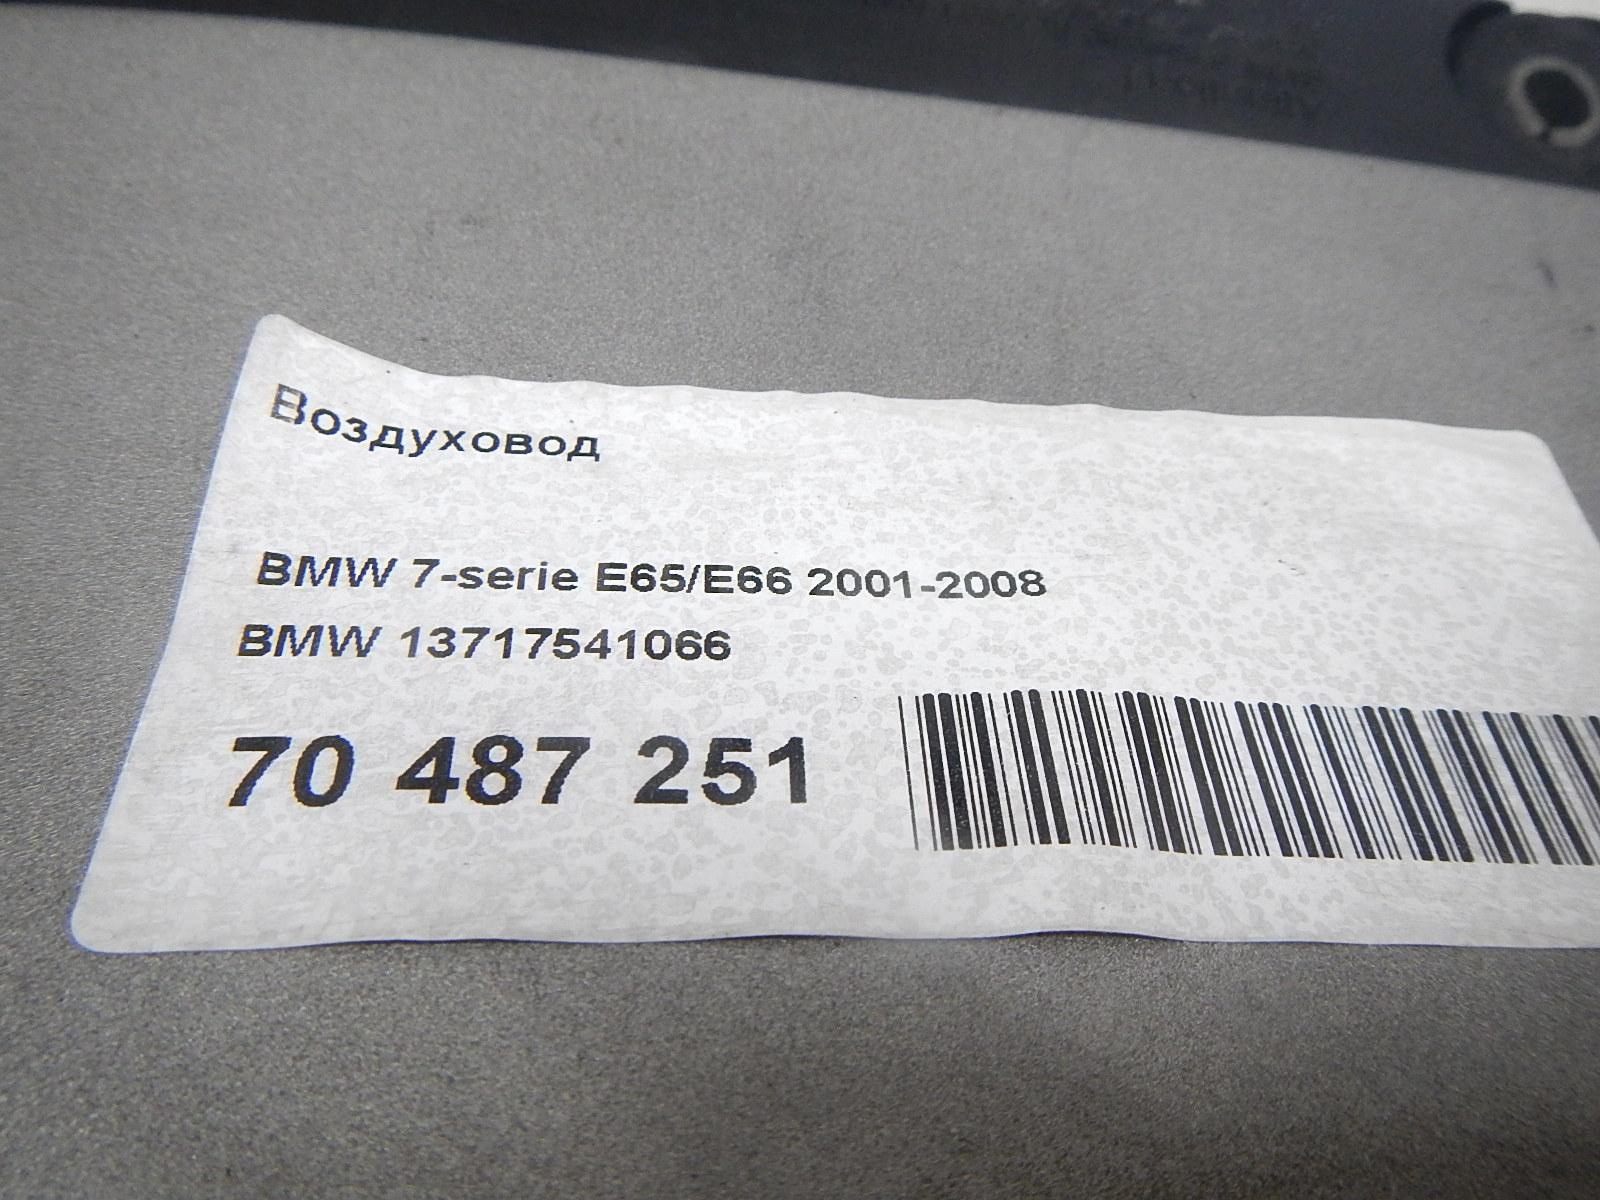 Воздуховод
BMW 7-serie E65/E66 2001-2008
BMW 13717541066
70 487 251